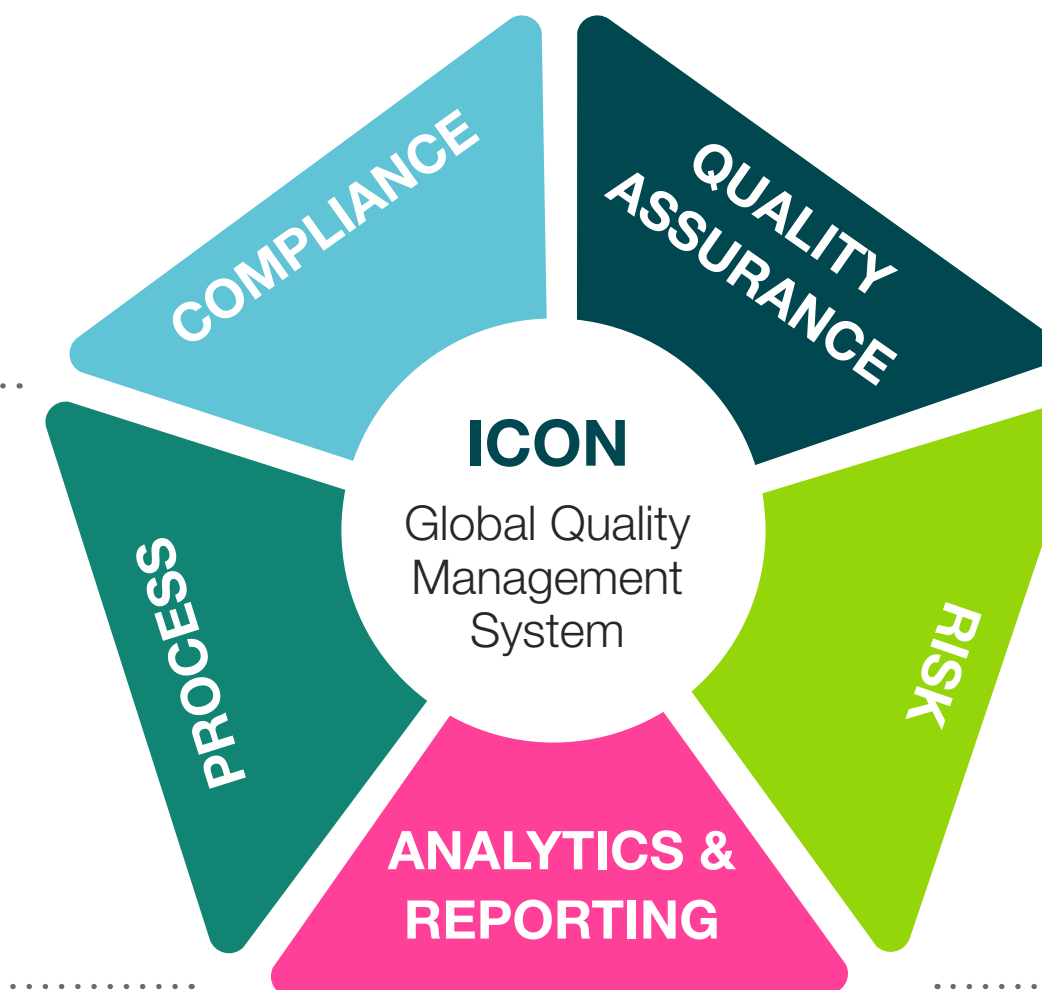 COMPLIANCE
QUALITY
ASSURANCE
ICON
Global Quality
Management
System
PROCESS
RISK
ANALYTICS &
REPORTING